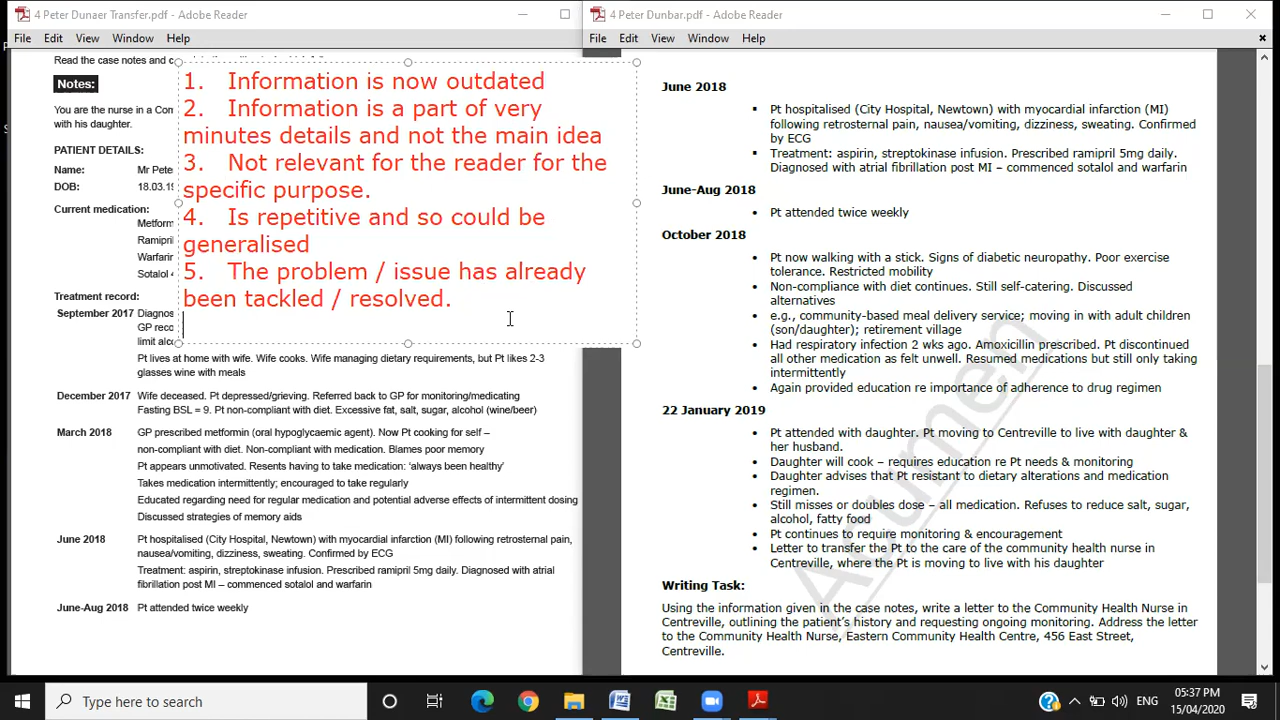 4 Peter Dunaer Transfer.pdf - Adobe Reader
File Edit View Window Help
Read the case notes and
Notes:
You are the nurse in a Com
with his daughter.
PATIENT DETAILS:
Name: Mr Pete
DOB: 18.03.19
Current medication:
Metform
Ramipril
Warfarin
Sotalol
Treatment record:
September 2017 Diagnos
GP reco
limit alco
Pt lives at home with wife. Wife cooks. Wife managing dietary requirements, but Pt likes 2-3
glasses wine with meals
December 2017 Wife deceased. Pt depressed/grieving. Referred back to GP for monitoring/medicating
Fasting BSL = 9. Pt non-compliant with diet. Excessive fat, salt, sugar, alcohol (wine/beer)
March 2018 GP prescribed metformin (oral hypoglycaemic agent). Now Pt cooking for self –
non-compliant with diet. Non-compliant with medication. Blames poor memory
Pt appears unmotivated. Resents having to take medication: ‘always been healthy’
Takes medication intermittently; encouraged to take regularly
Educated regarding need for regular medication and potential adverse effects of intermittent dosing
Discussed strategies of memory aids
June 2018 Pt hospitalised (City Hospital, Newtown) with myocardial infarction (MI) following retrosternal pain,
nausea/vomiting, dizziness, sweating. Confirmed by ECG
Treatment: aspirin, streptokinase infusion. Prescribed ramipril 5mg daily. Diagnosed with atrial
fibrillation post MI – commenced sotalol and warfarin
June-Aug 2018 Pt attended twice weekly
1. Information is now outdated
2. Information is a part of very
minutes details and not the main idea
3. Not relevant for the reader for the
specific purpose.
4. Is repetitive and so could be
generalised
5. The problem / issue has already
been tackled / resolved.
4 Peter Dunbar.pdf - Adobe Reader
File Edit View Window Help
June 2018
▪ Pt hospitalised (City Hospital, Newtown) with myocardial infarction (MI)
following retrosternal pain, nausea/vomiting, dizziness, sweating. Confirmed
by ECG
▪ Treatment: aspirin, streptokinase infusion. Prescribed ramipril 5mg daily.
Diagnosed with atrial fibrillation post MI – commenced sotalol and warfarin
June-Aug 2018
• Pt attended twice weekly
October 2018
• Pt now walking with a stick. Signs of diabetic neuropathy. Poor exercise
tolerance. Restricted mobility
• Non-compliance with diet continues. Still self-catering. Discussed
alternatives
• e.g., community-based meal delivery service; moving in with adult children
(son/daughter); retirement village
• Had respiratory infection 2 wks ago. Amoxicillin prescribed. Pt discontinued
all other medication as felt unwell. Resumed medications but still only taking
intermittently
• Again provided education re importance of adherence to drug regimen
22 January 2019
• Pt attended with daughter. Pt moving to Centreville to live with daughter &
her husband.
• Daughter will cook – requires education re Pt needs & monitoring
• Daughter advises that Pt resistant to dietary alterations and medication
regimen.
• Still misses or doubles dose – all medication. Refuses to reduce salt, sugar,
alcohol, fatty food
• Pt continues to require monitoring & encouragement
• Letter to transfer the Pt to the care of the community health nurse in
Centreville, where the Pt is moving to live with his daughter
Writing Task:
Using the information given in the case notes, write a letter to the Community Health Nurse in
Centreville, outlining the patient’s history and requesting ongoing monitoring. Address the letter
to the Community Health Nurse, Eastern Community Health Centre, 456 East Street,
Centreville.
Acumen
Type here to search
ENG
05:37 PM
15/04/2020